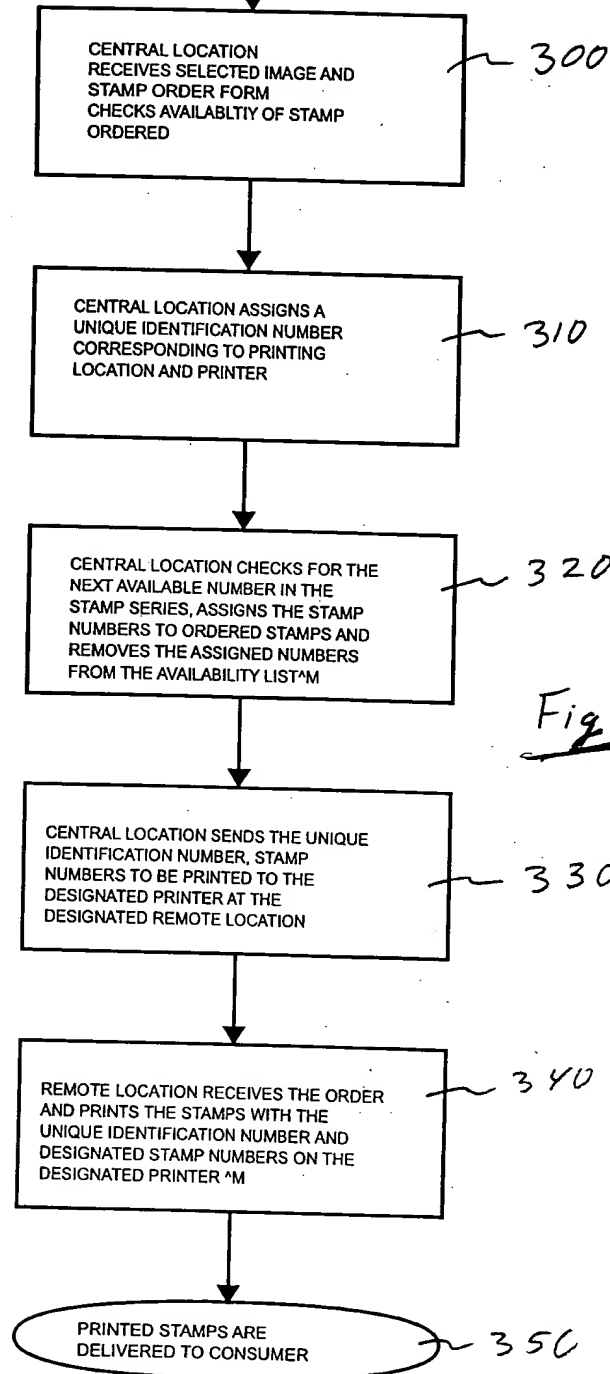 CENTRAL LOCATION
RECEIVES SELECTED IMAGE AND
STAMP ORDER FORM
CHECKS AVAILABLTIY OF STAMP
ORDERED
300
CENTRAL LOCATION ASSIGNS A
UNIQUE IDENTIFICATION NUMBER
CORRESPONDING TO PRINTING
LOCATION AND PRINTER
310
CENTRAL LOCATION CHECKS FOR THE
NEXT AVAILABLE NUMBER IN THE
STAMP SERIES, ASSIGNS THE STAMP
NUMBERS TO ORDERED STAMPS AND
REMOVES THE ASSIGNED NUMBERS
FROM THE AVAILABILITY LIST^M
320
Fig
CENTRAL LOCATION SENDS THE UNIQUE
IDENTIFICATION NUMBER, STAMP
NUMBERS TO BE PRINTED TO THE
DESIGNATED PRINTER AT THE
DESIGNATED REMOTE LOCATION
330
REMOTE LOCATION RECEIVES THE ORDER
AND PRINTS THE STAMPS WITH THE
UNIQUE IDENTIFICATION NUMBER AND
DESIGNATED STAMP NUMBERS ON THE
DESIGNATED PRINTER ^M
340
PRINTED STAMPS ARE
DELIVERED TO CONSUMER
350